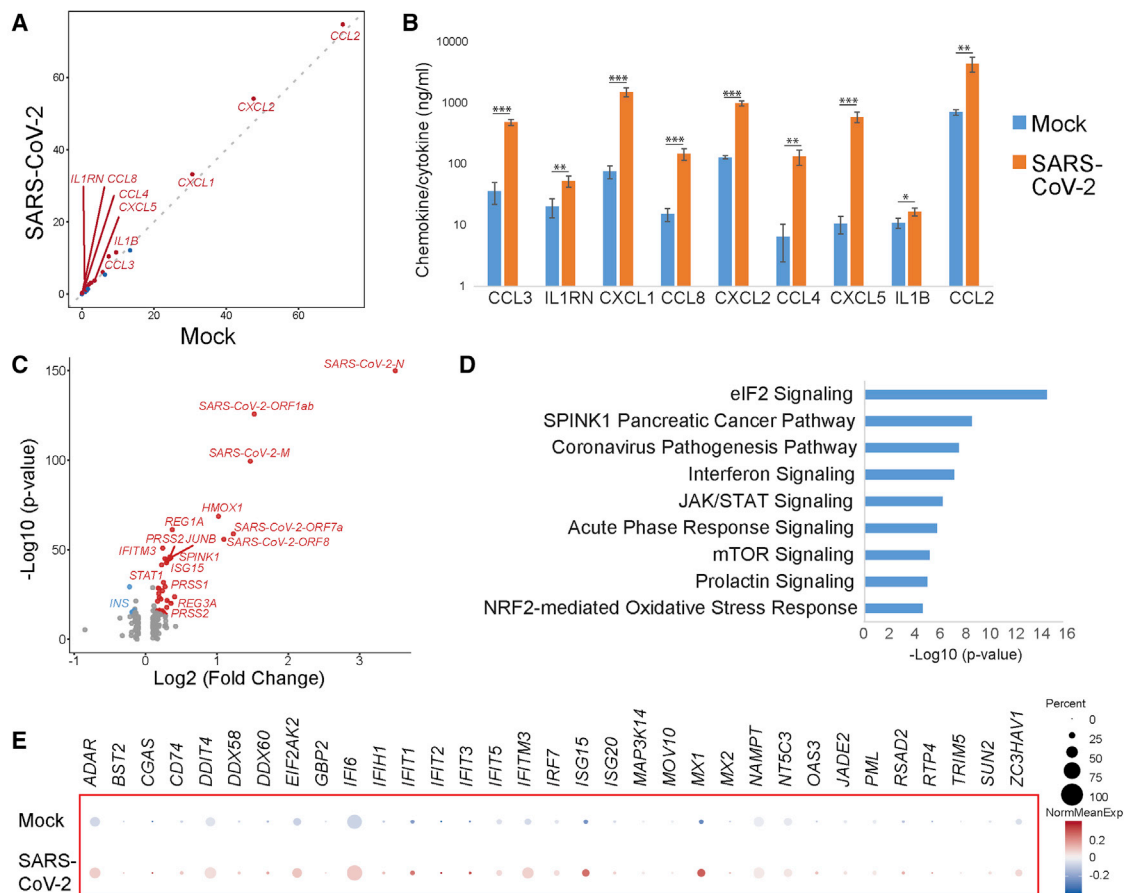 A
SARS-CoV-2
60
40
20
0
CCL2
CXCL2
CXCL1
IL1RN CCL8
CCL4
CXCL5
IL1B
CCL3
0 20 40 60
Mock
B
Chemokine/cytokine (ng/ml)
10000
1000
100
10
1
*** ** *** *** *** ** *** * **
CCL3 IL1RN CXCL1 CCL8 CXCL2 CCL4 CXCL5 IL1B CCL2
Mock
SARS-
CoV-2
C
-Log10 (p-value)
150
100
50
0
SARS-CoV-2-N
SARS-CoV-2-ORF1ab
SARS-CoV-2-M
HMOX1
REG1A
SARS-CoV-2-ORF7a
PRSS2 JUNB
SARS-CoV-2-ORF8
IFITM3
SPINK1
ISG15
STAT1
PRSS1
INS
REG3A
PRSS2
-1 0 1 2 3
Log2 (Fold Change)
D
eIF2 Signaling
SPINK1 Pancreatic Cancer Pathway
Coronavirus Pathogenesis Pathway
Interferon Signaling
JAK/STAT Signaling
Acute Phase Response Signaling
mTOR Signaling
Prolactin Signaling
NRF2-mediated Oxidative Stress Response
0 2 4 6 8 10 12 14 16
-Log10 (p-value)
E
ADAR BST2 CGAS CD74 DDIT4 DDX58 DDX60 EIF2AK2 GBP2 IFI6 IFIH1 IFIT1 IFIT2 IFIT3 IFIT5 IFITM3 IRF7 ISG15 ISG20 MAP3K14 MOV10 MX1 MX2 NAMPT NT5C3 OAS3 JADE2 PML RSAD2 RTP4 TRIM5 SUN2 ZC3HAV1
Mock
SARS-
CoV-2
Percent
0
25
50
75
100
NormMeanExp
0.2
0
-0.2